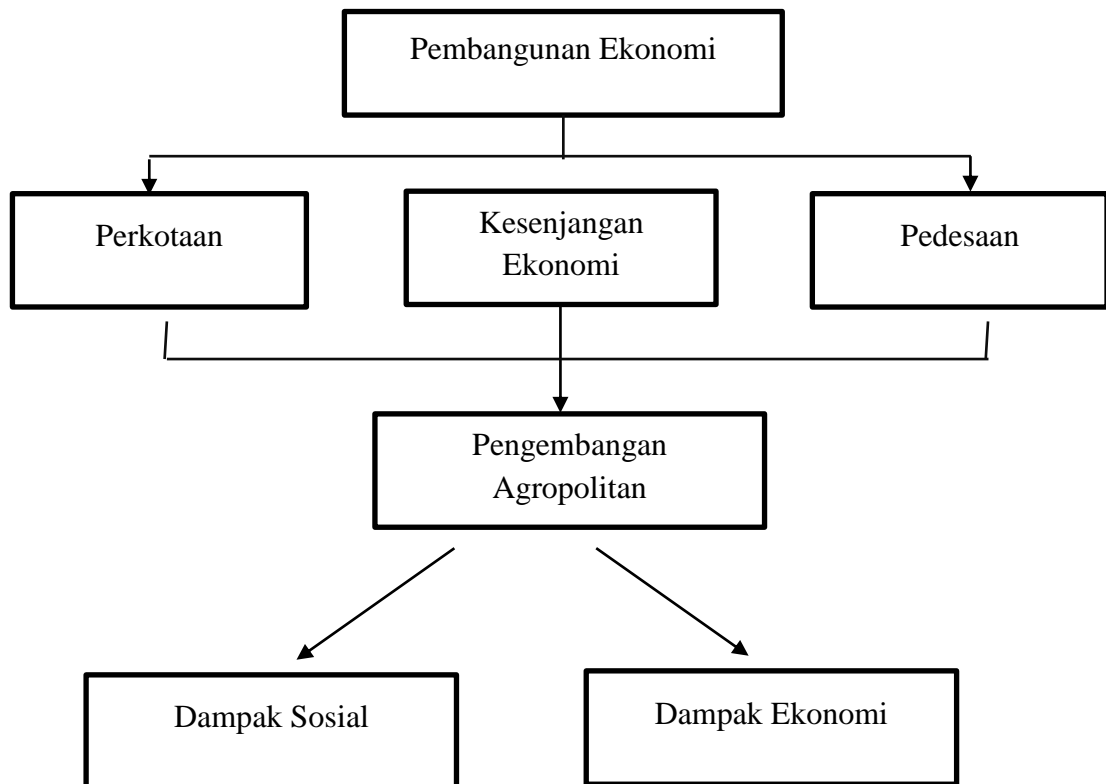 Pembangunan Ekonomi
Perkotaan
Kesenjangan
Ekonomi
Pedesaan
Pengembangan
Agropolitan
Dampak Sosial
Dampak Ekonomi